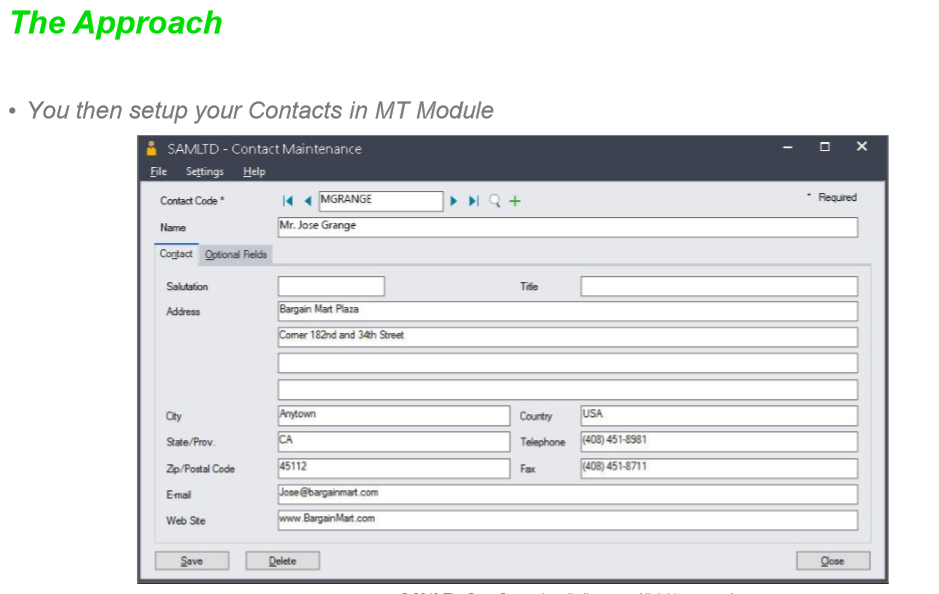 The Approach
• You then setup your Contacts in MT Module
SAMLTD - Contact Maintenance
File Settings Help
Contact Code * MGRANGE * Required
Name Mr. Jose Grange
Contact Optional Fields
Salutation Title
Address Bargain Mart Plaza
Corner 182nd and 34th Street
City Anytown Country USA
State/Prov. CA Telephone (408) 451-8981
Zip/Postal Code 45112 Fax (408) 451-8711
E-mail Jose@bargainmart.com
Web Site www.BargainMart.com
Save Delete Close